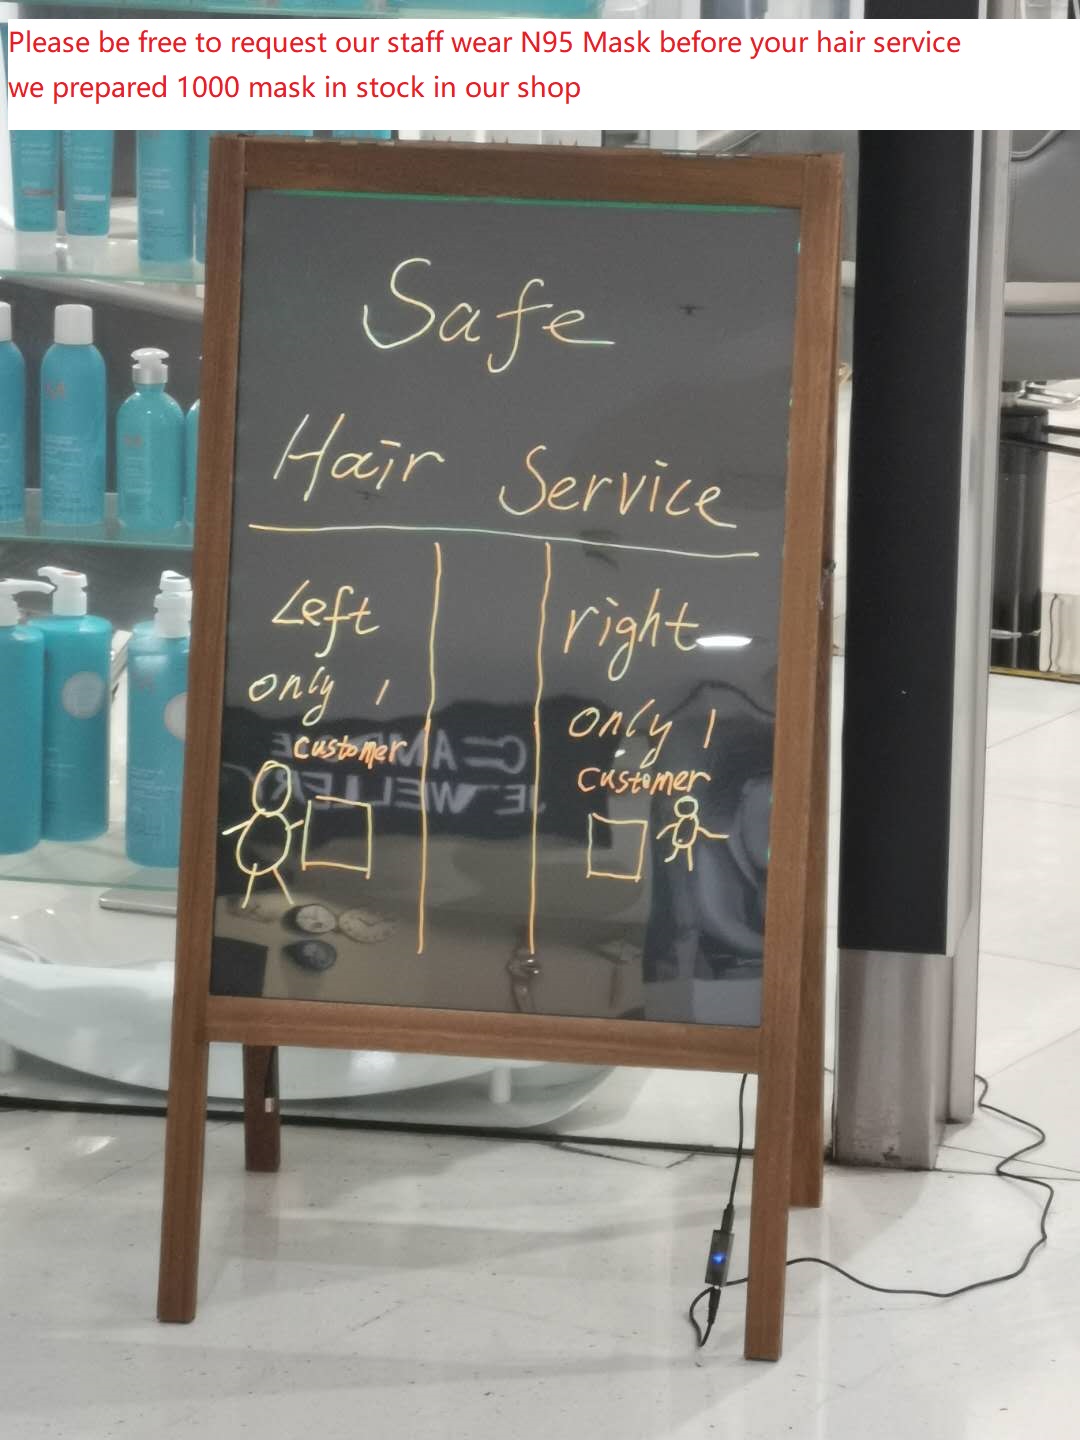 Please be free to request our staff wear N95 Mask before your hair service
we prepared 1000 mask in stock in our shop
Safe
Hair Service
Left
only 1
customer
right
only 1
customer
JEWELLERY